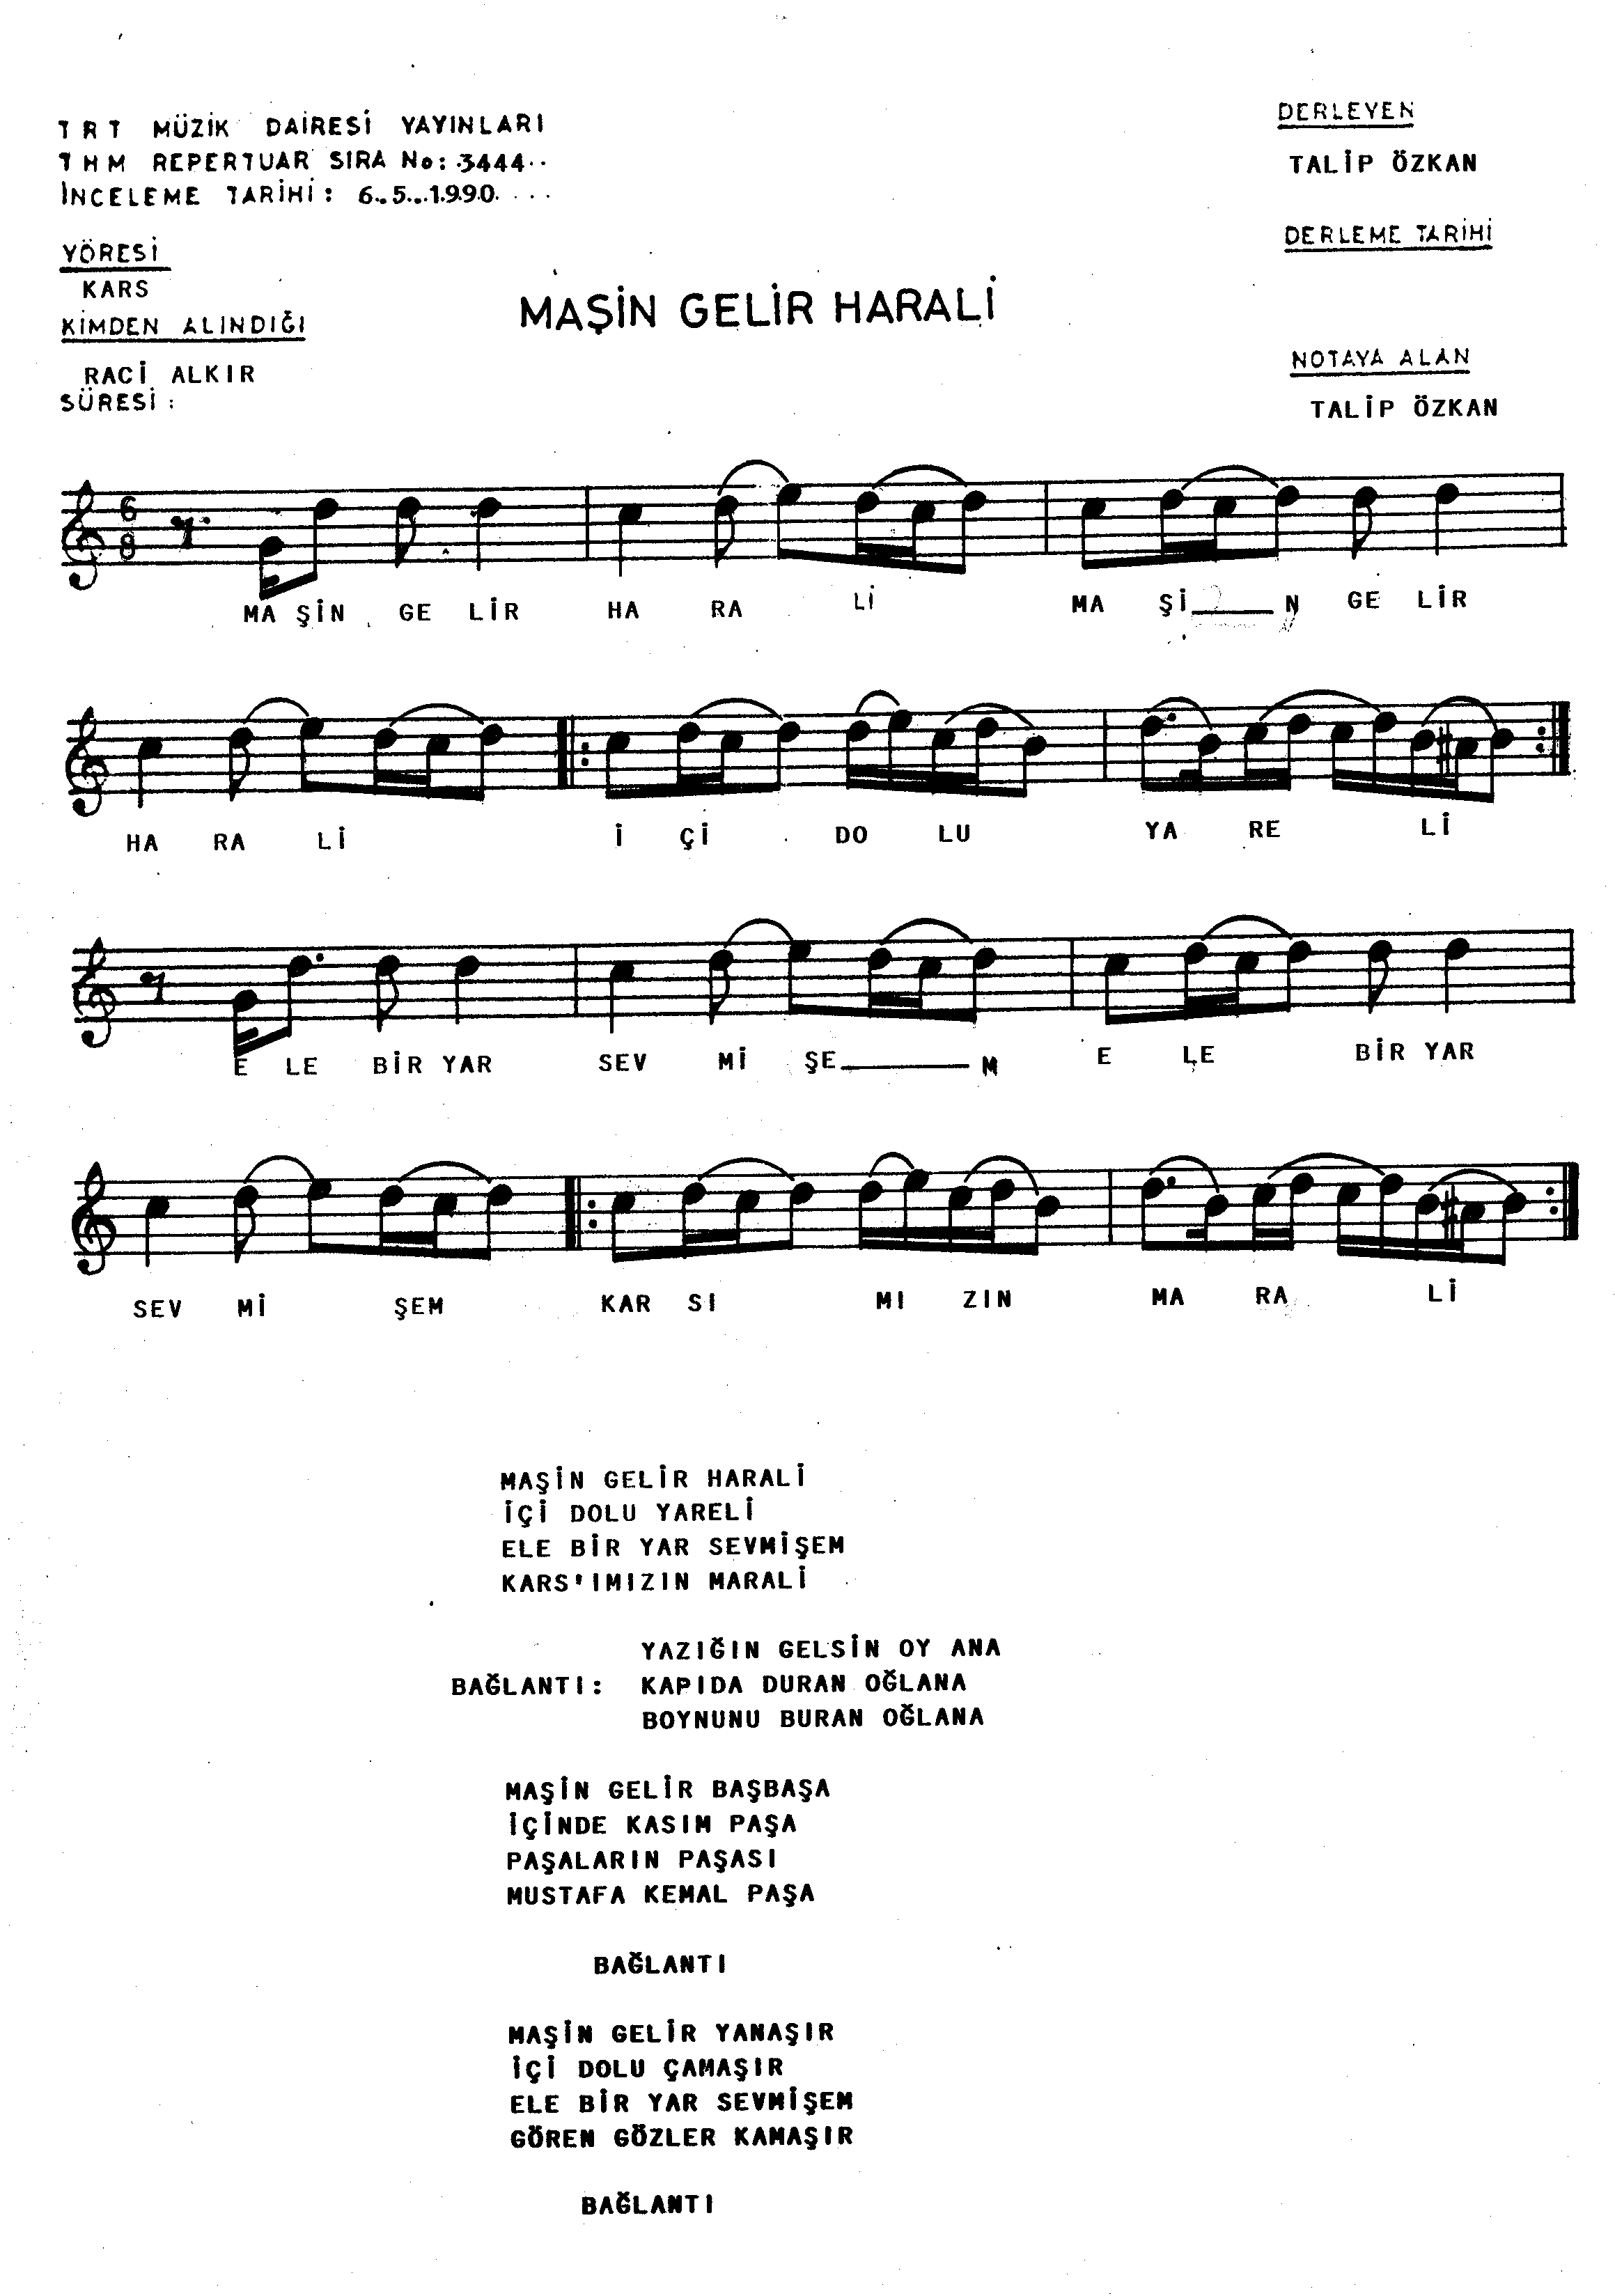 TRT MÜZİK DAİRESİ YAYINLARI
THM REPERTUAR SIRA No: 3444
İNCELEME TARİHİ: 6.5.1990
DERLEYEN
TALİP ÖZKAN
DERLEME TARİHİ
YÖRESİ
KARS
KİMDEN ALINDIĞI
RACİ ALKIR
SÜRESİ:
MAŞİN GELİR HARALİ
NOTAYA ALAN
TALİP ÖZKAN
6
8
MA ŞİN GE LİR HA RA Lİ MA Şİ____N GE LİR
HA RA Lİ İ Çİ DO LU YA RE Lİ
E LE BİR YAR SEV Mİ ŞE____M E LE BİR YAR
SEV Mİ ŞEM KAR SI MI ZIN MA RA Lİ
MAŞİN GELİR HARALİ
İÇİ DOLU YARELİ
ELE BİR YAR SEVMİŞEM
KARS'IMIZIN MARALİ
YAZIĞIN GELSİN OY ANA
BAĞLANTI: KAPIDA DURAN OĞLANA
BOYNUNU BURAN OĞLANA
MAŞİN GELİR BAŞBAŞA
İÇİNDE KASIM PAŞA
PAŞALARIN PAŞASI
MUSTAFA KEMAL PAŞA
BAĞLANTI
MAŞİN GELİR YANAŞIR
İÇİ DOLU ÇAMAŞIR
ELE BİR YAR SEVMİŞEM
GÖREN GÖZLER KAMAŞIR
BAĞLANTI